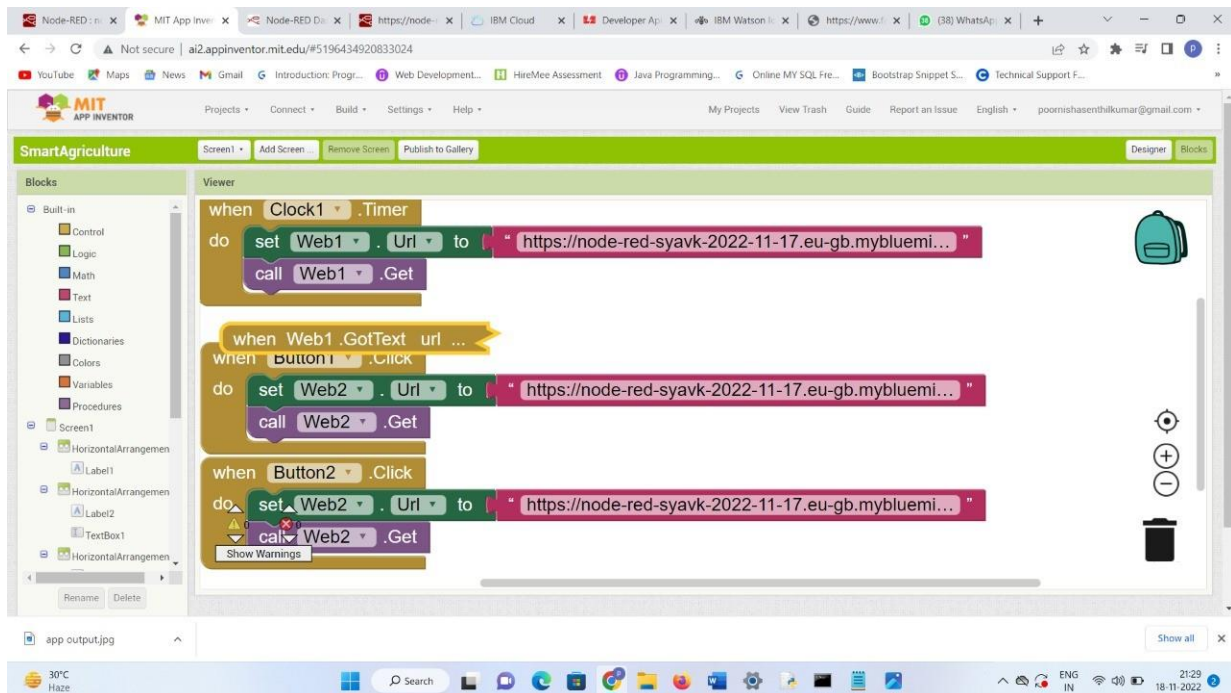 Node-RED : n
MIT App Inver
Node-RED Da
https://node-
IBM Cloud
Developer Ap
IBM Watson I
https://www.f
(38) WhatsAp
Not secure | ai2.appinventor.mit.edu/#5196434920833024
YouTube Maps News Gmail Introduction: Progr... Web Development... HireMee Assessment Java Programming... Online MY SQL Fre... Bootstrap Snippet S... Technical Support F... »
MIT
APP INVENTOR
Projects Connect Build Settings Help My Projects View Trash Guide Report an Issue English poornishasenthilkumar@gmail.com
SmartAgriculture Screen1 Add Screen ... Remove Screen Publish to Gallery Designer Blocks
Blocks Viewer
Built-in
Control
Logic
Math
Text
Lists
Dictionaries
Colors
Variables
Procedures
Screen1
HorizontalArrangemen
Label1
HorizontalArrangemen
Label2
TextBox1
HorizontalArrangemen
Rename Delete
when Clock1 .Timer
do set Web1 . Url to " https://node-red-syavk-2022-11-17.eu-gb.mybluemi... "
call Web1 .Get
when Web1 .GotText url ...
when Button1 .Click
do set Web2 . Url to " https://node-red-syavk-2022-11-17.eu-gb.mybluemi... "
call Web2 .Get
when Button2 .Click
do set Web2 . Url to " https://node-red-syavk-2022-11-17.eu-gb.mybluemi... "
0 0
call Web2 .Get
Show Warnings
app output.jpg Show all
30°C
Haze
Search
ENG
IN
21:29
18-11-2022
2